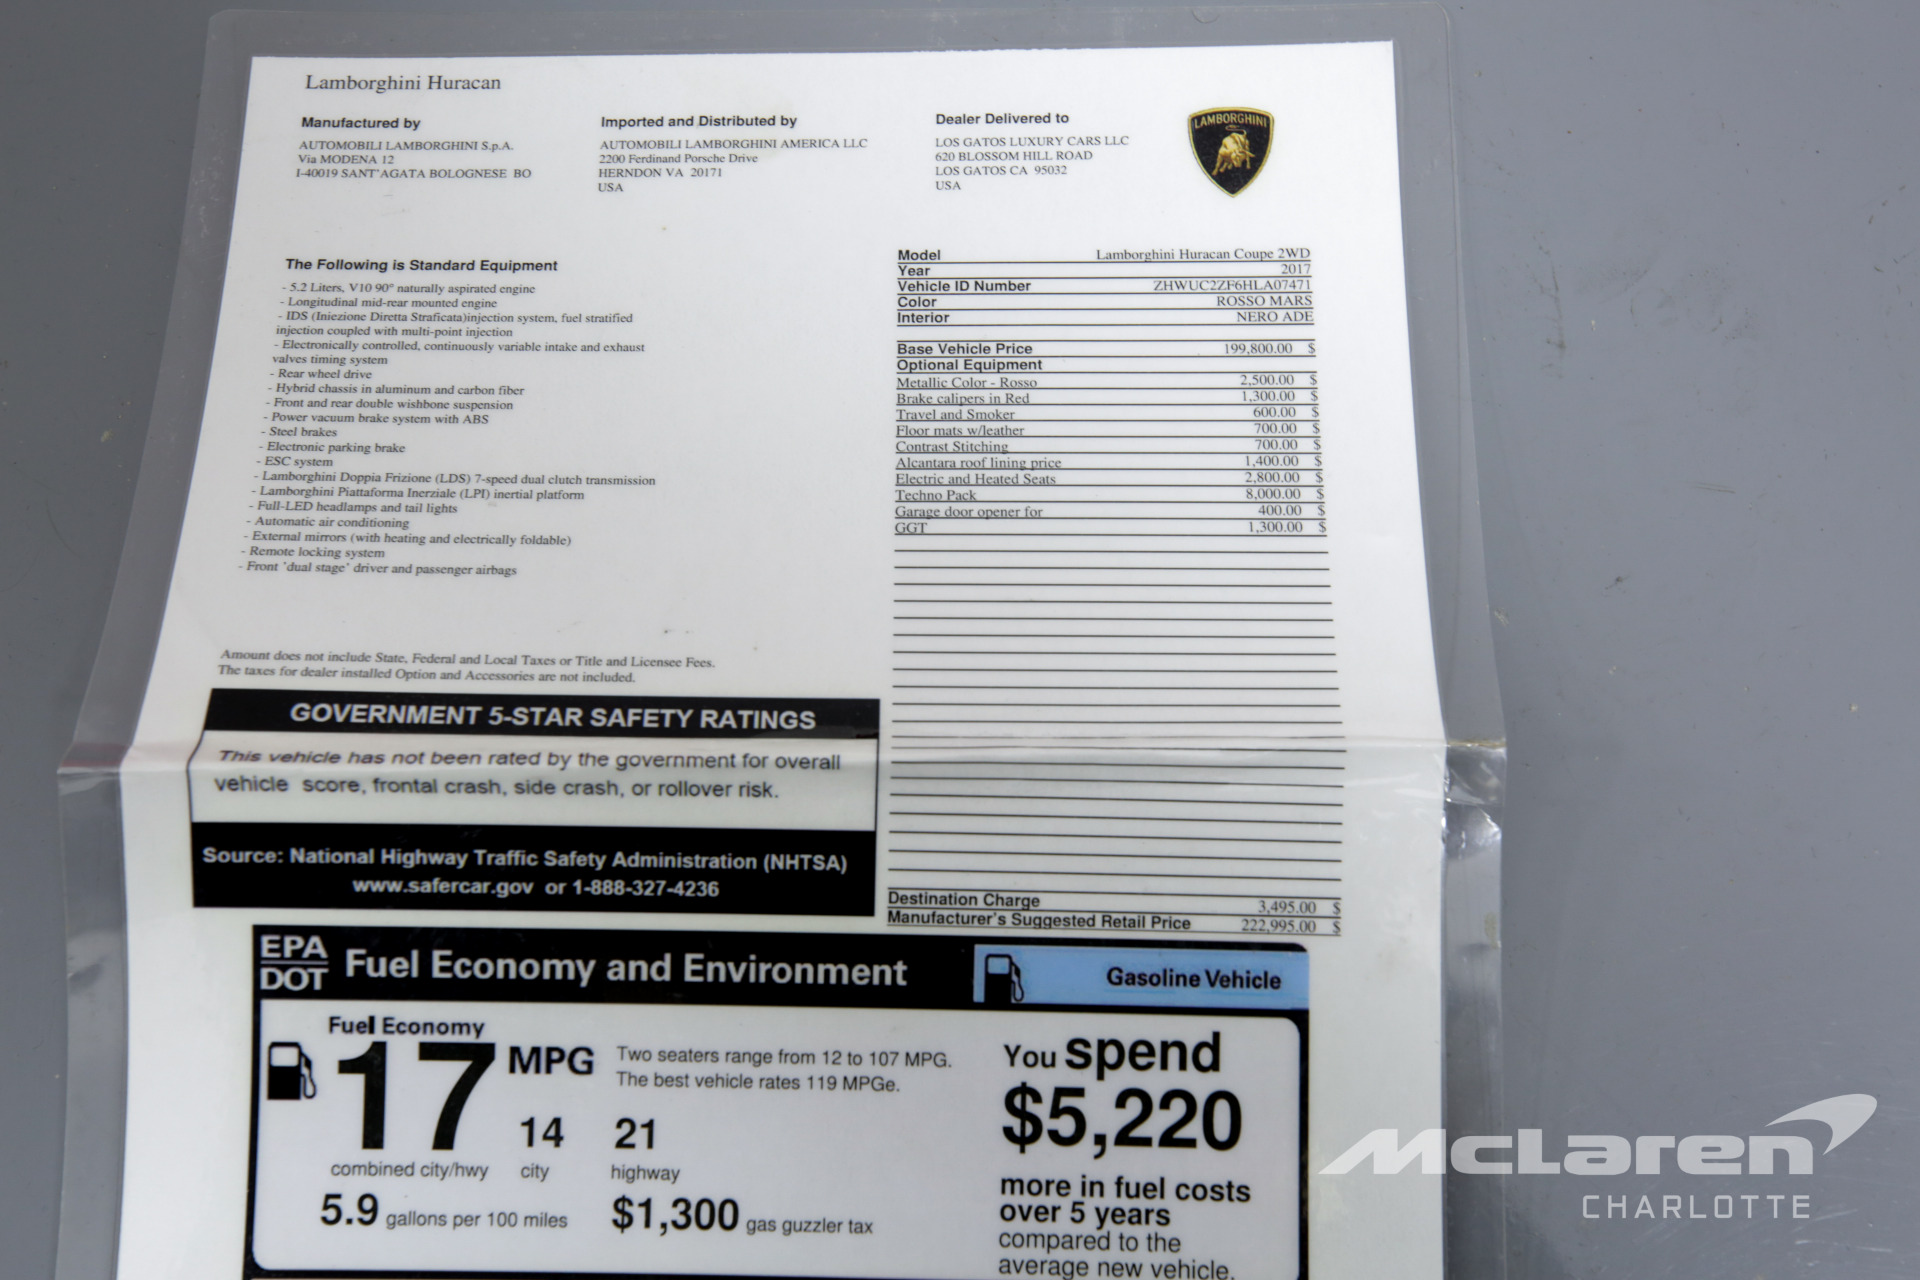 Lamborghini Huracan
Manufactured by
AUTOMOBILI LAMBORGHINI S.p.A.
Via MODENA 12
I-40019 SANT'AGATA BOLOGNESE BO
Imported and Distributed by
AUTOMOBILI LAMBORGHINI AMERICA LLC
2200 Ferdinand Porsche Drive
HERNDON VA 20171
USA
Dealer Delivered to
LOS GATOS LUXURY CARS LLC
620 BLOSSOM HILL ROAD
LOS GATOS CA 95032
USA
LAMBORGHINI
The Following is Standard Equipment
- 5.2 Liters, V10 90° naturally aspirated engine
- Longitudinal mid-rear mounted engine
- IDS (Iniezione Diretta Straficata)injection system, fuel stratified
injection coupled with multi-point injection
- Electronically controlled, continuously variable intake and exhaust
valves timing system
- Rear wheel drive
- Hybrid chassis in aluminum and carbon fiber
- Front and rear double wishbone suspension
- Power vacuum brake system with ABS
- Steel brakes
- Electronic parking brake
- ESC system
- Lamborghini Doppia Frizione (LDS) 7-speed dual clutch transmission
- Lamborghini Piattaforma Inerziale (LPI) inertial platform
- Full-LED headlamps and tail lights
- Automatic air conditioning
- External mirrors (with heating and electrically foldable)
- Remote locking system
- Front 'dual stage' driver and passenger airbags
Amount does not include State, Federal and Local Taxes or Title and Licensee Fees.
The taxes for dealer installed Option and Accessories are not included.
Model Lamborghini Huracan Coupe 2WD
Year 2017
Vehicle ID Number ZHWUC2ZF6HLA07471
Color ROSSO MARS
Interior NERO ADE
Base Vehicle Price 199,800.00 $
Optional Equipment
Metallic Color - Rosso 2,500.00 $
Brake calipers in Red 1,300.00 $
Travel and Smoker 600.00 $
Floor mats w/leather 700.00 $
Contrast Stitching 700.00 $
Alcantara roof lining price 1,400.00 $
Electric and Heated Seats 2,800.00 $
Techno Pack 8,000.00 $
Garage door opener for 400.00 $
GGT 1,300.00 $
Destination Charge 3,495.00 $
Manufacturer's Suggested Retail Price 222,995.00 $
GOVERNMENT 5-STAR SAFETY RATINGS
This vehicle has not been rated by the government for overall
vehicle score, frontal crash, side crash, or rollover risk.
Source: National Highway Traffic Safety Administration (NHTSA)
www.safercar.gov or 1-888-327-4236
EPA
DOT
Fuel Economy and Environment
Gasoline Vehicle
Fuel Economy
17 MPG
combined city/hwy
14
city
21
highway
Two seaters range from 12 to 107 MPG.
The best vehicle rates 119 MPGe.
5.9 gallons per 100 miles
$1,300 gas guzzler tax
You spend
$5,220
more in fuel costs
over 5 years
compared to the
average new vehicle.
McLaren
CHARLOTTE